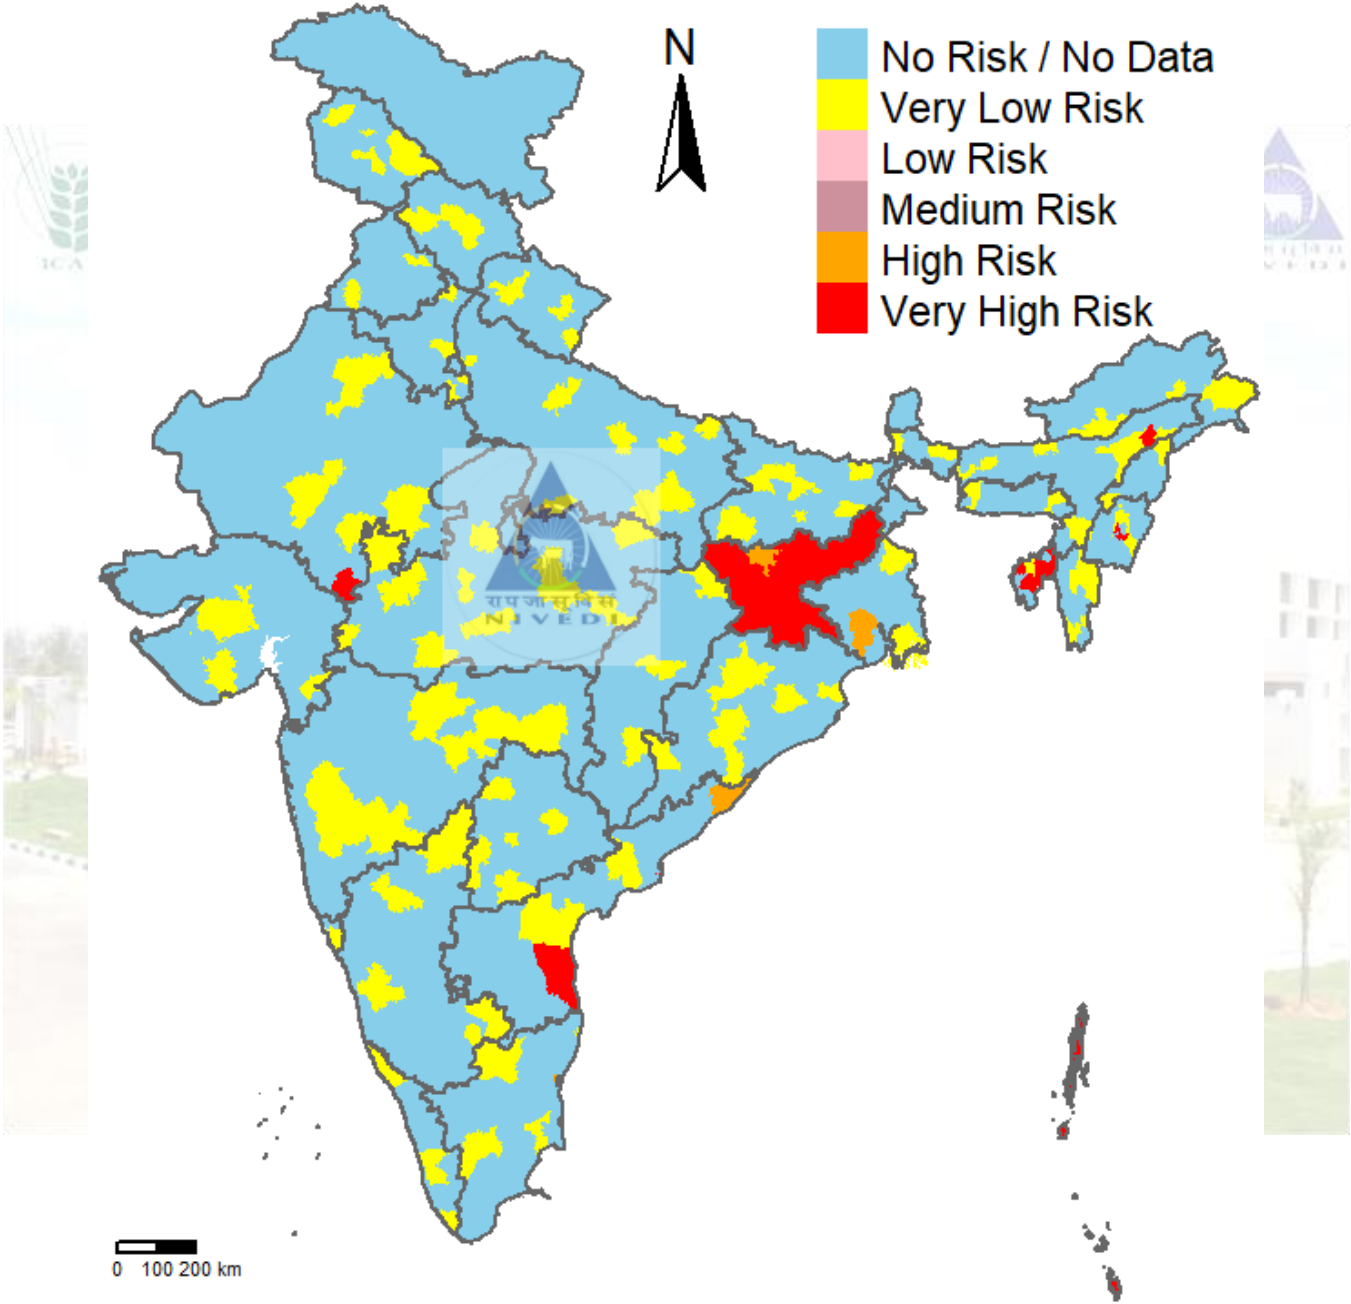 N
No Risk / No Data
Very Low Risk
Low Risk
Medium Risk
High Risk
Very High Risk
NIVEDI
0 100 200 km